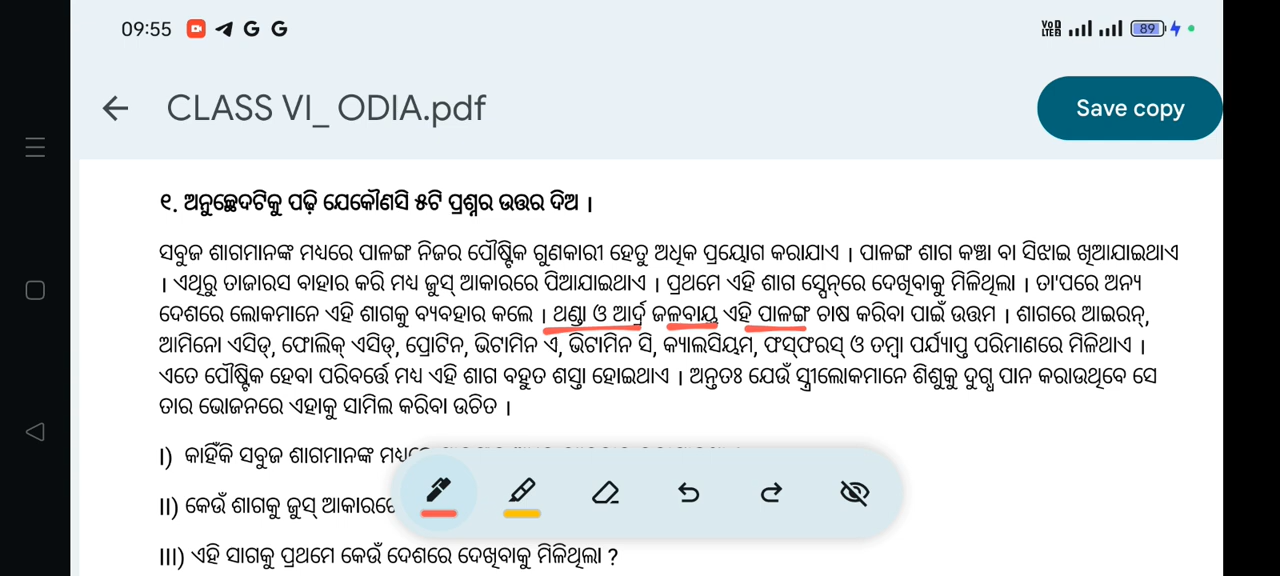 09:55 G G VoD LTE 89
CLASS VI_ ODIA.pdf
Save copy
୧. ଅନୁଚ୍ଛେଦଟିକୁ ପଢ଼ି ଯେକୌଣସି ୫ଟି ପ୍ରଶ୍ନର ଉତ୍ତର ଦିଅ ।
ସବୁଜ ଶାଗମାନଙ୍କ ମଧ୍ୟରେ ପାଳଙ୍ଗ ନିଜର ପୌଷ୍ଟିକ ଗୁଣକାରୀ ହେତୁ ଅଧିକ ପ୍ରୟୋଗ କରାଯାଏ । ପାଳଙ୍ଗ ଶାଗ କଞ୍ଚା ବା ସିଝାଇ ଖିଆଯାଇଥାଏ
। ଏଥିରୁ ତାଜାରସ ବାହାର କରି ମଧ୍ୟ ଜୁସ୍ ଆକାରରେ ପିଆଯାଇଥାଏ । ପ୍ରଥମେ ଏହି ଶାଗ ସ୍ପେନ୍‌ରେ ଦେଖିବାକୁ ମିଳିଥିଲା । ତା'ପରେ ଅନ୍ୟ
ଦେଶରେ ଲୋକମାନେ ଏହି ଶାଗକୁ ବ୍ୟବହାର କଲେ । ଥଣ୍ଡା ଓ ଆର୍ଦ୍ର ଜଳବାୟୁ ଏହି ପାଳଙ୍ଗ ଚାଷ କରିବା ପାଇଁ ଉତ୍ତମ । ଶାଗରେ ଆଇରନ୍,
ଆମିନୋ ଏସିଡ୍, ଫୋଲିକ୍ ଏସିଡ୍, ପ୍ରୋଟିନ, ଭିଟାମିନ ଏ, ଭିଟାମିନ ସି, କ୍ୟାଲସିୟମ, ଫସ୍‌ଫରସ୍ ଓ ତମ୍ବା ପର୍ଯ୍ୟାପ୍ତ ପରିମାଣରେ ମିଳିଥାଏ ।
ଏତେ ପୌଷ୍ଟିକ ହେବା ପରିବର୍ତ୍ତେ ମଧ୍ୟ ଏହି ଶାଗ ବହୁତ ଶସ୍ତା ହୋଇଥାଏ । ଅନ୍ତତଃ ଯେଉଁ ସ୍ତ୍ରୀଲୋକମାନେ ଶିଶୁକୁ ଦୁଗ୍ଧ ପାନ କରାଉଥିବେ ସେ
ତାର ଭୋଜନରେ ଏହାକୁ ସାମିଲ କରିବା ଉଚିତ ।
I) କାହିଁକି ସବୁଜ ଶାଗମାନଙ୍କ
II) କେଉଁ ଶାଗକୁ ଜୁସ୍
III) ଏହି ସାଗକୁ ପ୍ରଥମେ କେଉଁ ଦେଶରେ ଦେଖିବାକୁ ମିଳିଥିଲା ?